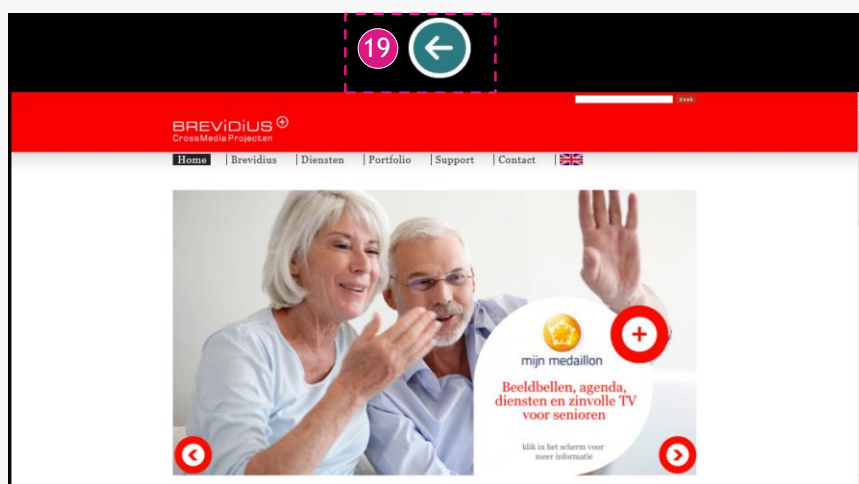 19
Zoek
BREViDiUS
CrossMedia Projecten
Home | Brevidius | Diensten | Portfolio | Support | Contact |
mijn medaillon
Beeldbellen, agenda,
diensten en zinvolle TV
voor senioren
klik in het scherm voor
meer informatie